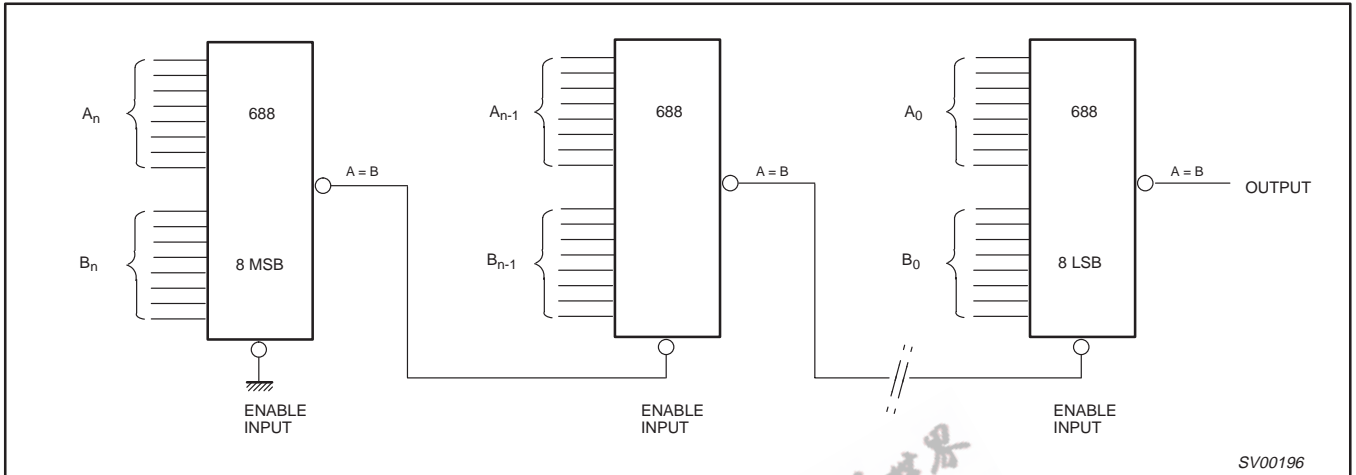 Aₙ
688
Bₙ
8 MSB
A = B
ENABLE
INPUT
Aₙ₋₁
688
Bₙ₋₁
A = B
ENABLE
INPUT
A₀
688
B₀
8 LSB
A = B
OUTPUT
ENABLE
INPUT
SV00196